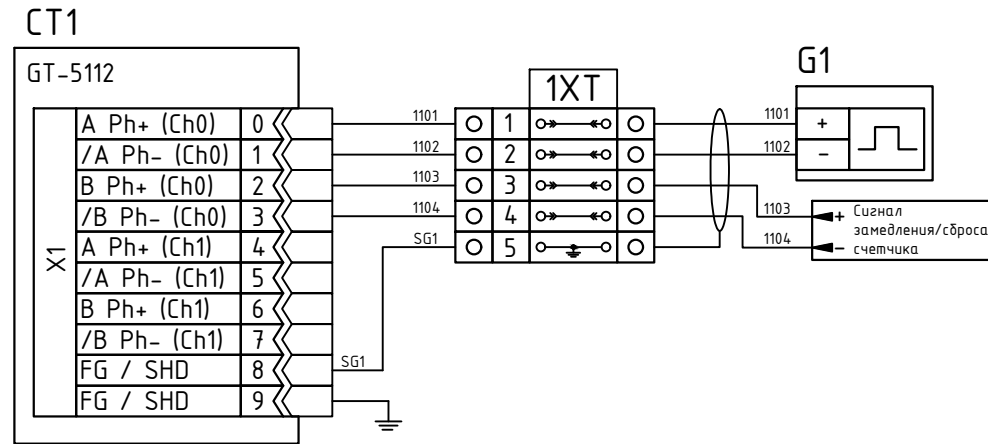 CT1
GT-5112
X1
A Ph+ (Ch0) 0
/A Ph- (Ch0) 1
B Ph+ (Ch0) 2
/B Ph- (Ch0) 3
A Ph+ (Ch1) 4
/A Ph- (Ch1) 5
B Ph+ (Ch1) 6
/B Ph- (Ch1) 7
FG / SHD 8
FG / SHD 9
1101
1102
1103
1104
SG1
SG1
1XT
1
2
3
4
5
1101
1102
1103
1104
G1
+
-
+ Сигнал
замедления/сброса
- счетчика